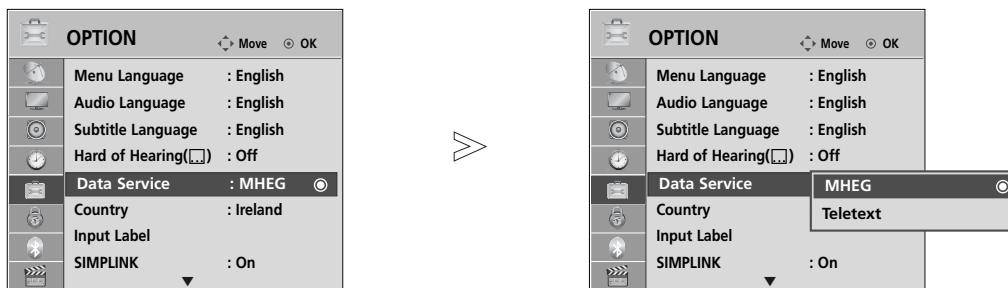 OPTION Move OK
Menu Language : English
Audio Language : English
Subtitle Language : English
Hard of Hearing( ) : Off
Data Service : MHEG
Country : Ireland
Input Label
SIMPLINK : On
OPTION Move OK
Menu Language : English
Audio Language : English
Subtitle Language : English
Hard of Hearing( ) : Off
Data Service
Country
Input Label
SIMPLINK : On
MHEG
Teletext